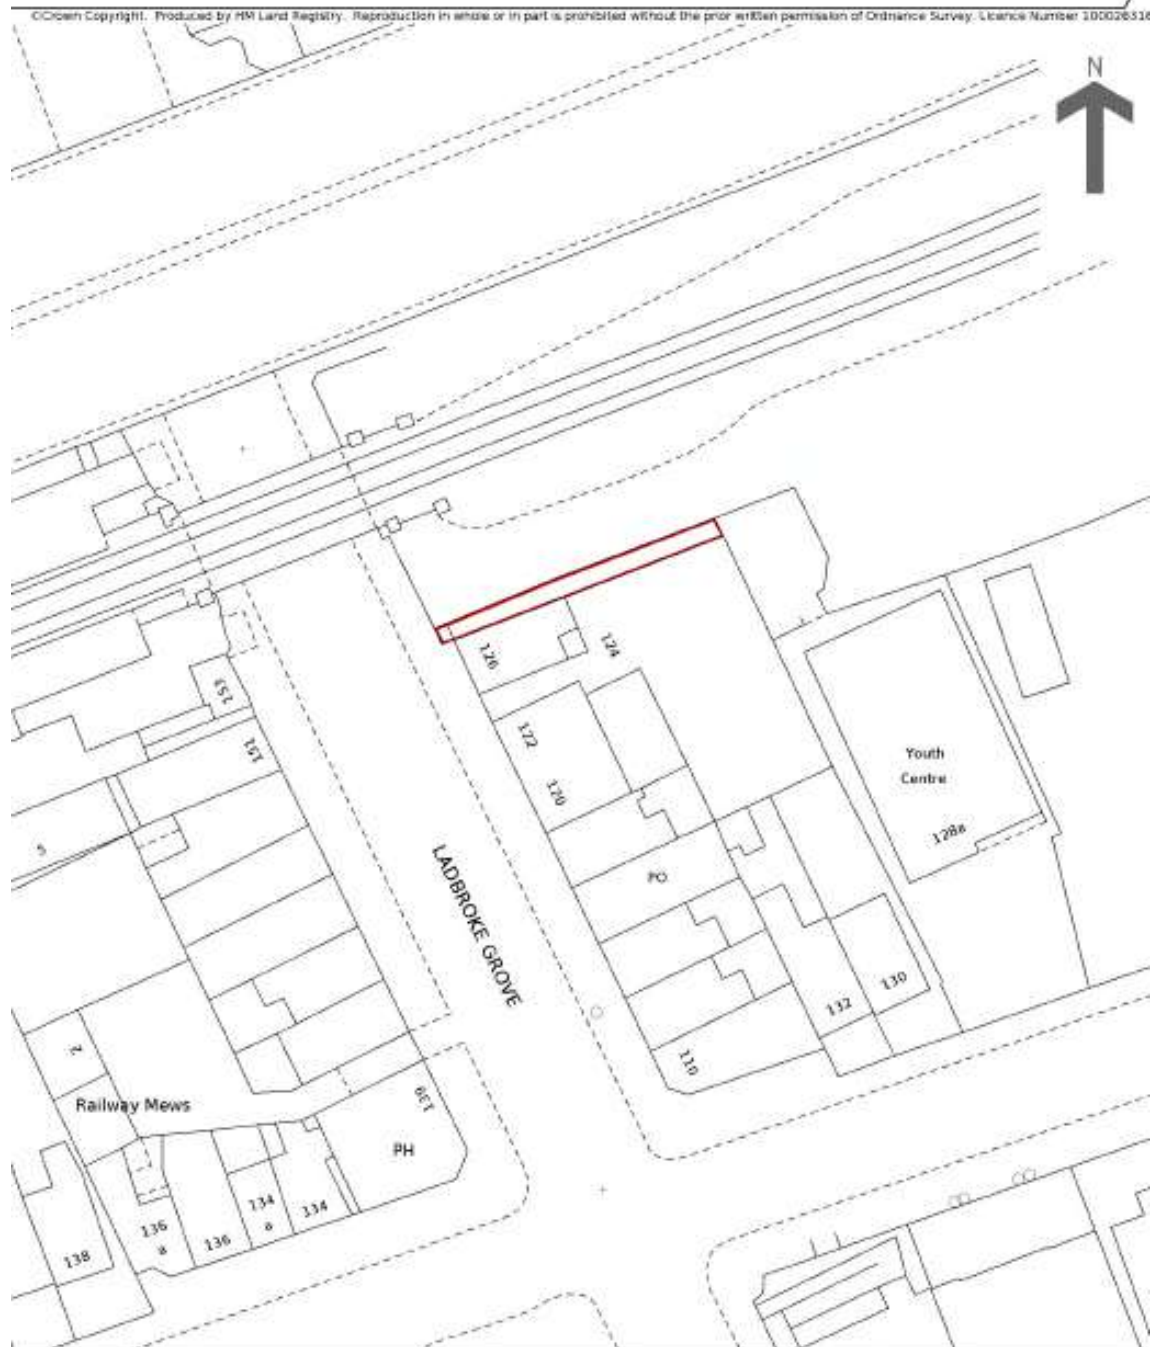 ©Crown Copyright. Produced by HM Land Registry. Reproduction in whole or in part is prohibited without the prior written permission of Ordnance Survey. Licence Number 100026316
N
126
124
153
122
151
120
Youth
Centre
128a
5
LADBROKE GROVE
PO
132
130
2
110
Railway Mews
139
PH
134
a
134
136
a
136
138